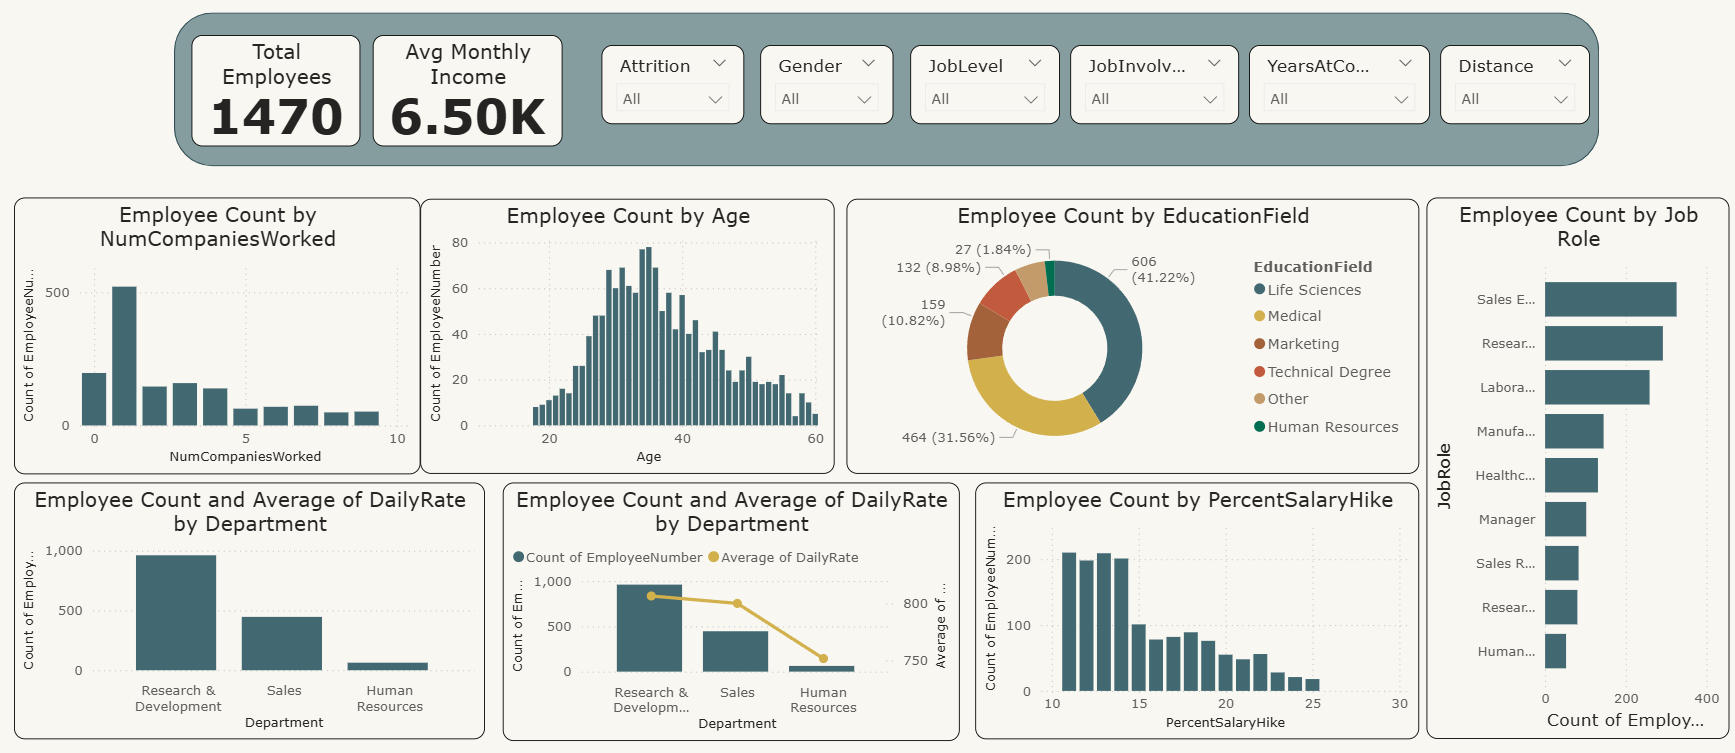 Total
Employees
1470
Avg Monthly
Income
6.50K
Attrition
All
Gender
All
JobLevel
All
JobInvolv...
All
YearsAtCo...
All
Distance
All
Employee Count by
NumCompaniesWorked
Count of EmployeeNu...
500
0
0
5
10
NumCompaniesWorked
Employee Count by Age
Count of EmployeeNumber
80
60
40
20
0
20
40
60
Age
Employee Count by EducationField
27 (1.84%)
132 (8.98%)
159
(10.82%)
464 (31.56%)
606
(41.22%)
EducationField
Life Sciences
Medical
Marketing
Technical Degree
Other
Human Resources
Employee Count by Job
Role
JobRole
Sales E...
Resear...
Labora...
Manufa...
Healthc...
Manager
Sales R...
Resear...
Human...
0
200
400
Count of Employ...
Employee Count and Average of DailyRate
by Department
Count of Employ...
1,000
500
0
Research &
Development
Sales
Human
Resources
Department
Employee Count and Average of DailyRate
by Department
Count of EmployeeNumber
Average of DailyRate
Count of Em...
1,000
500
0
800
750
Average of ...
Research &
Developm...
Sales
Human
Resources
Department
Employee Count by PercentSalaryHike
Count of EmployeeNum...
200
100
0
10
15
20
25
30
PercentSalaryHike